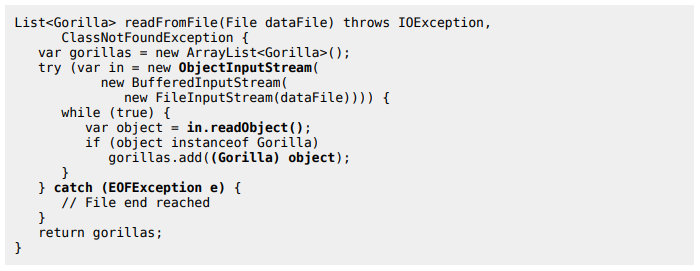 List<Gorilla> readFromFile(File dataFile) throws IOException,
      ClassNotFoundException {
   var gorillas = new ArrayList<Gorilla>();
   try (var in = new ObjectInputStream(
           new BufferedInputStream(
              new FileInputStream(dataFile)))) {
      while (true) {
         var object = in.readObject();
         if (object instanceof Gorilla)
            gorillas.add((Gorilla) object);
      }
   } catch (EOFException e) {
      // File end reached
   }
   return gorillas;
}